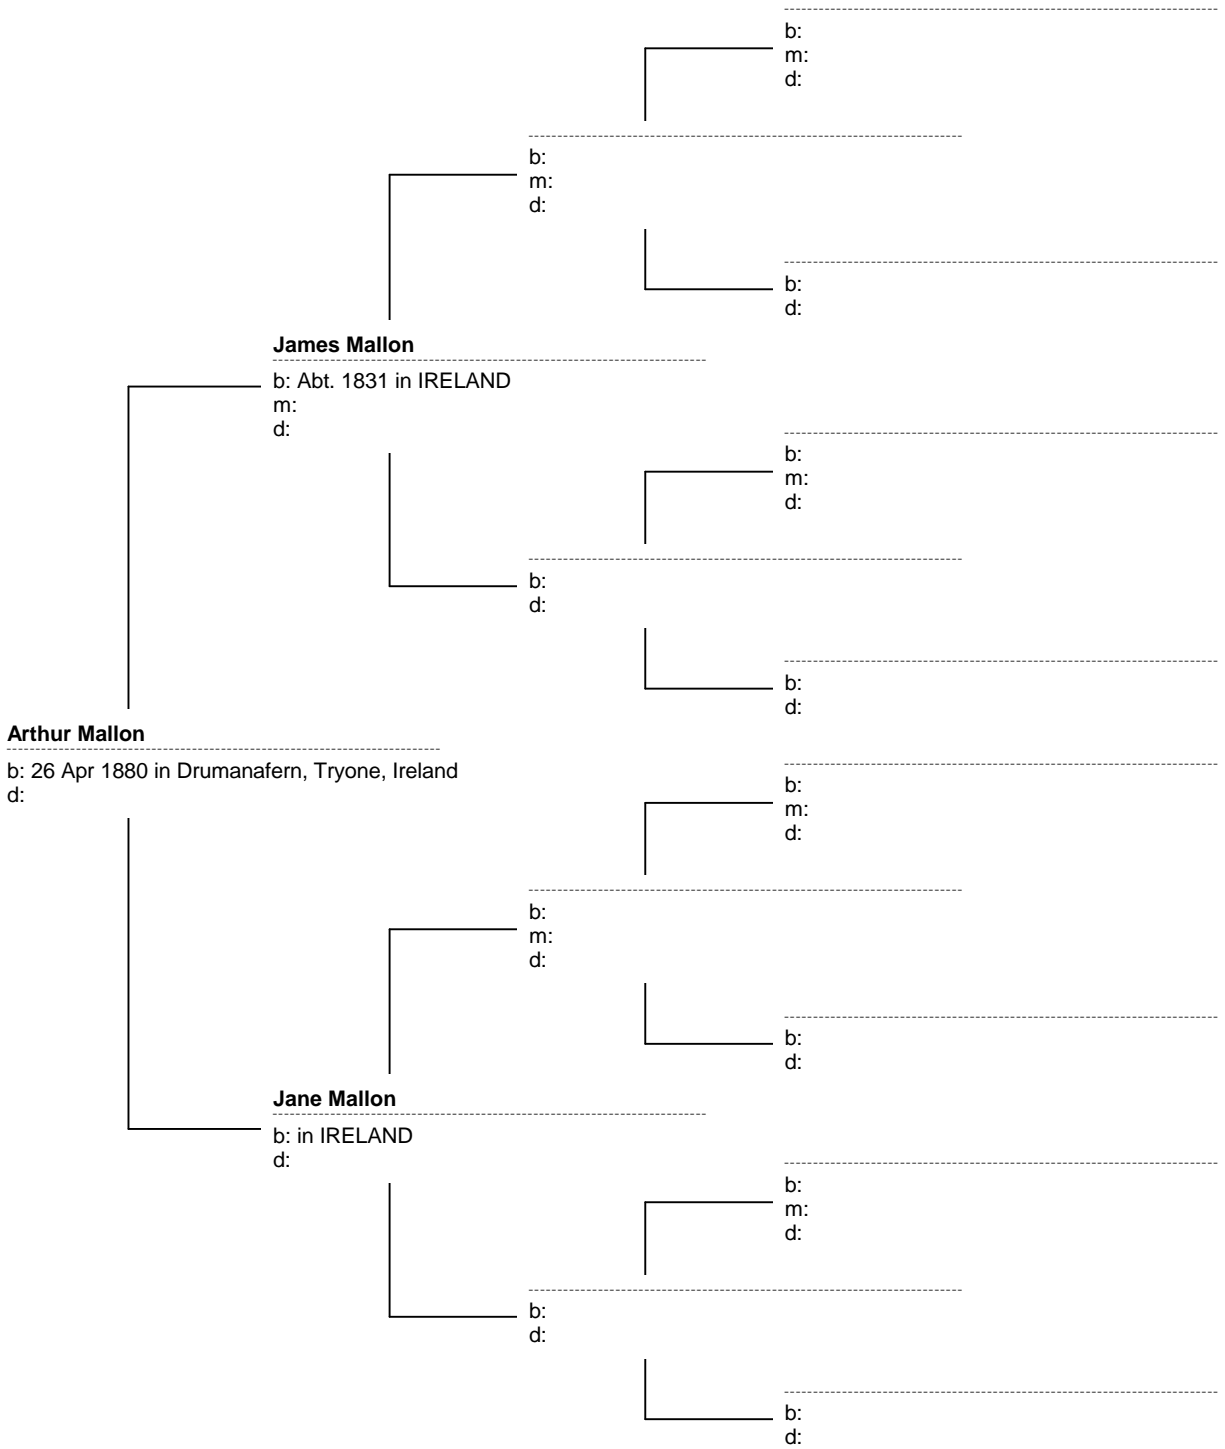 b:
m:
d:
b:
m:
d:
b:
d:
James Mallon
b: Abt. 1831 in IRELAND
m:
d:
b:
m:
d:
b:
d:
b:
d:
Arthur Mallon
b: 26 Apr 1880 in Drumanafern, Tryone, Ireland
d:
b:
m:
d:
b:
m:
d:
b:
d:
Jane Mallon
b: in IRELAND
d:
b:
m:
d:
b:
d:
b:
d: